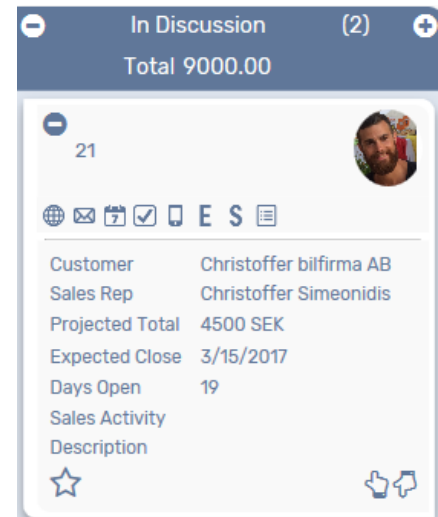 In Discussion (2)
Total 9000.00
21
7
E S
Customer Christoffer bilfirma AB
Sales Rep Christoffer Simeonidis
Projected Total 4500 SEK
Expected Close 3/15/2017
Days Open 19
Sales Activity
Description